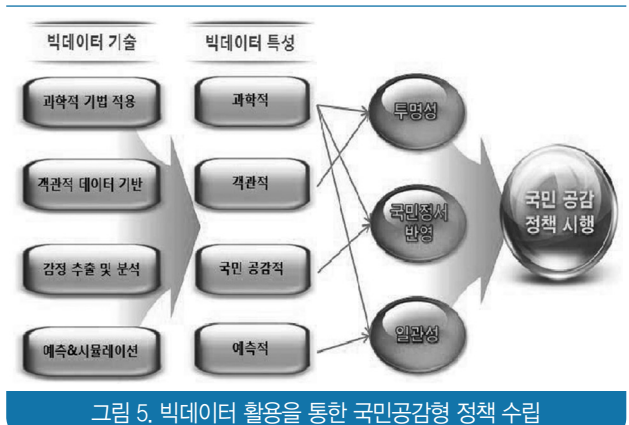 빅데이터 기술
빅데이터 특성
과학적 기법 적용
과학적
투명성
객관적 데이터 기반
객관적
국민정서
반영
국민 공감
정책 시행
감정 추출 및 분석
국민 공감적
예측&시뮬레이션
예측적
일관성
그림 5. 빅데이터 활용을 통한 국민공감형 정책 수립